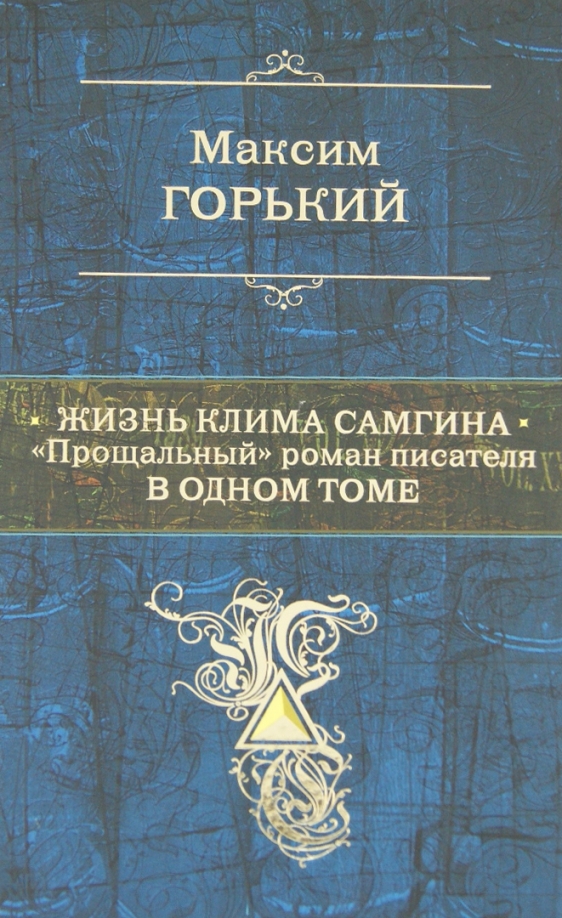 Максим
ГОРЬКИЙ
ЖИЗНЬ КЛИМА САМГИНА
«Прощальный» роман писателя
В ОДНОМ ТОМЕ